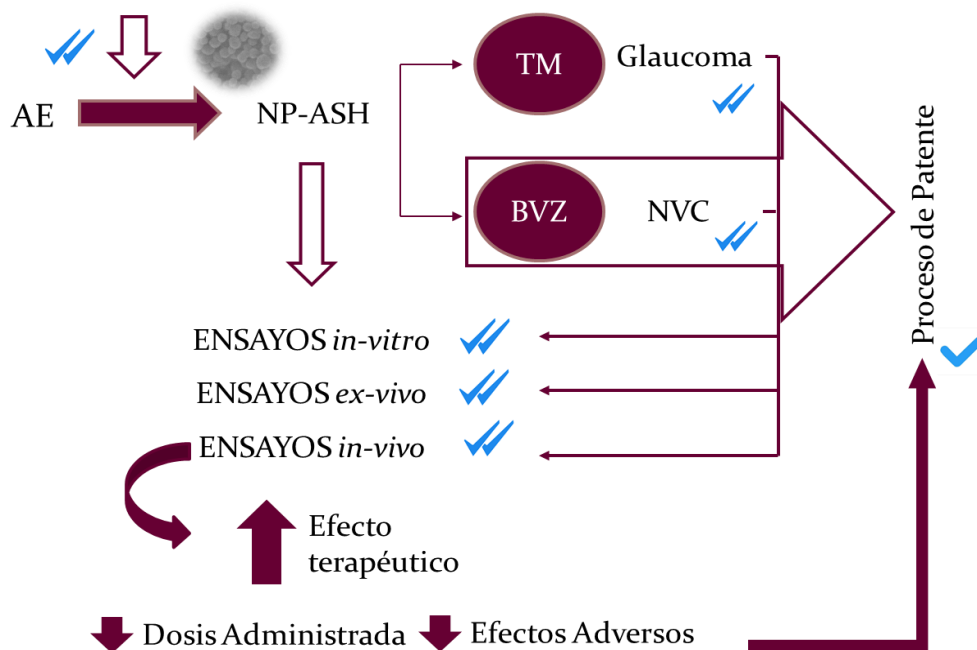 TM
Glaucoma
AE
NP-ASH
BVZ
NVC
Proceso de Patente
ENSAYOS in-vitro
ENSAYOS ex-vivo
ENSAYOS in-vivo
Efecto
terapéutico
Dosis Administrada
Efectos Adversos